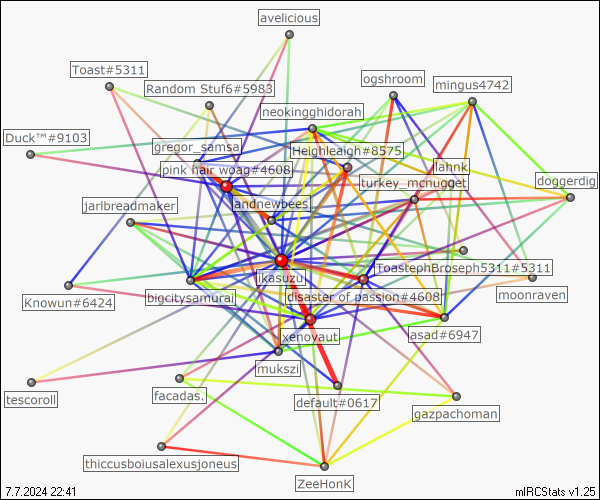 avelicious
Toast#5311
ogshroom
mingus4742
Random Stuf6#5983
neokingghidorah
Duck™#9103
gregor_samsa
Heighleaigh#8575
pink hair woag#4608
lahnk
turkey_mcnugget
doggerdig
jarlbreadmaker
andnewbees
ToastephBroseph5311#5311
likasuzu
Knowun#6424
bigcitysamurai
disaster of passion#4608
moonraven
xenovaut
asad#6947
mukszi
tescoroll
facadas.
default#0617
gazpachoman
thiccusboiusalexusjoneus
ZeeHonK
7.7.2024 22:41
mIRCStats v1.25